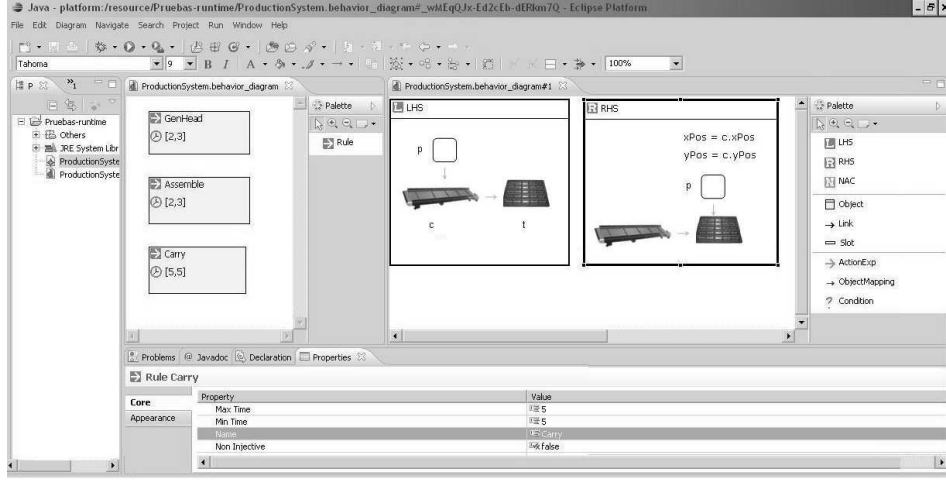 Java - platform:/resource/Pruebas-runtime/ProductionSystem.behavior_diagram#_wMEqQJx-Ed2cEb-dERkm7Q - Eclipse Platform
File Edit Diagram Navigate Search Project Run Window Help
Tahoma 9 B I A 100%
P 1 ProductionSystem.behavior_diagram ProductionSystem.behavior_diagram#1
Pruebas-runtime
Others
JRE System Libr
ProductionSyste
ProductionSyste
GenHead
[2,3]
Assemble
[2,3]
Carry
[5,5]
Palette
Rule
LHS
p
c t
RHS
xPos = c.xPos
yPos = c.yPos
p
Palette
LHS
RHS
NAC
Object
Link
Slot
ActionExp
ObjectMapping
Condition
Problems @ Javadoc Declaration Properties
Rule Carry
Core
Appearance
Property Value
Max Time 5
Min Time 5
Name Carry
Non Injective false